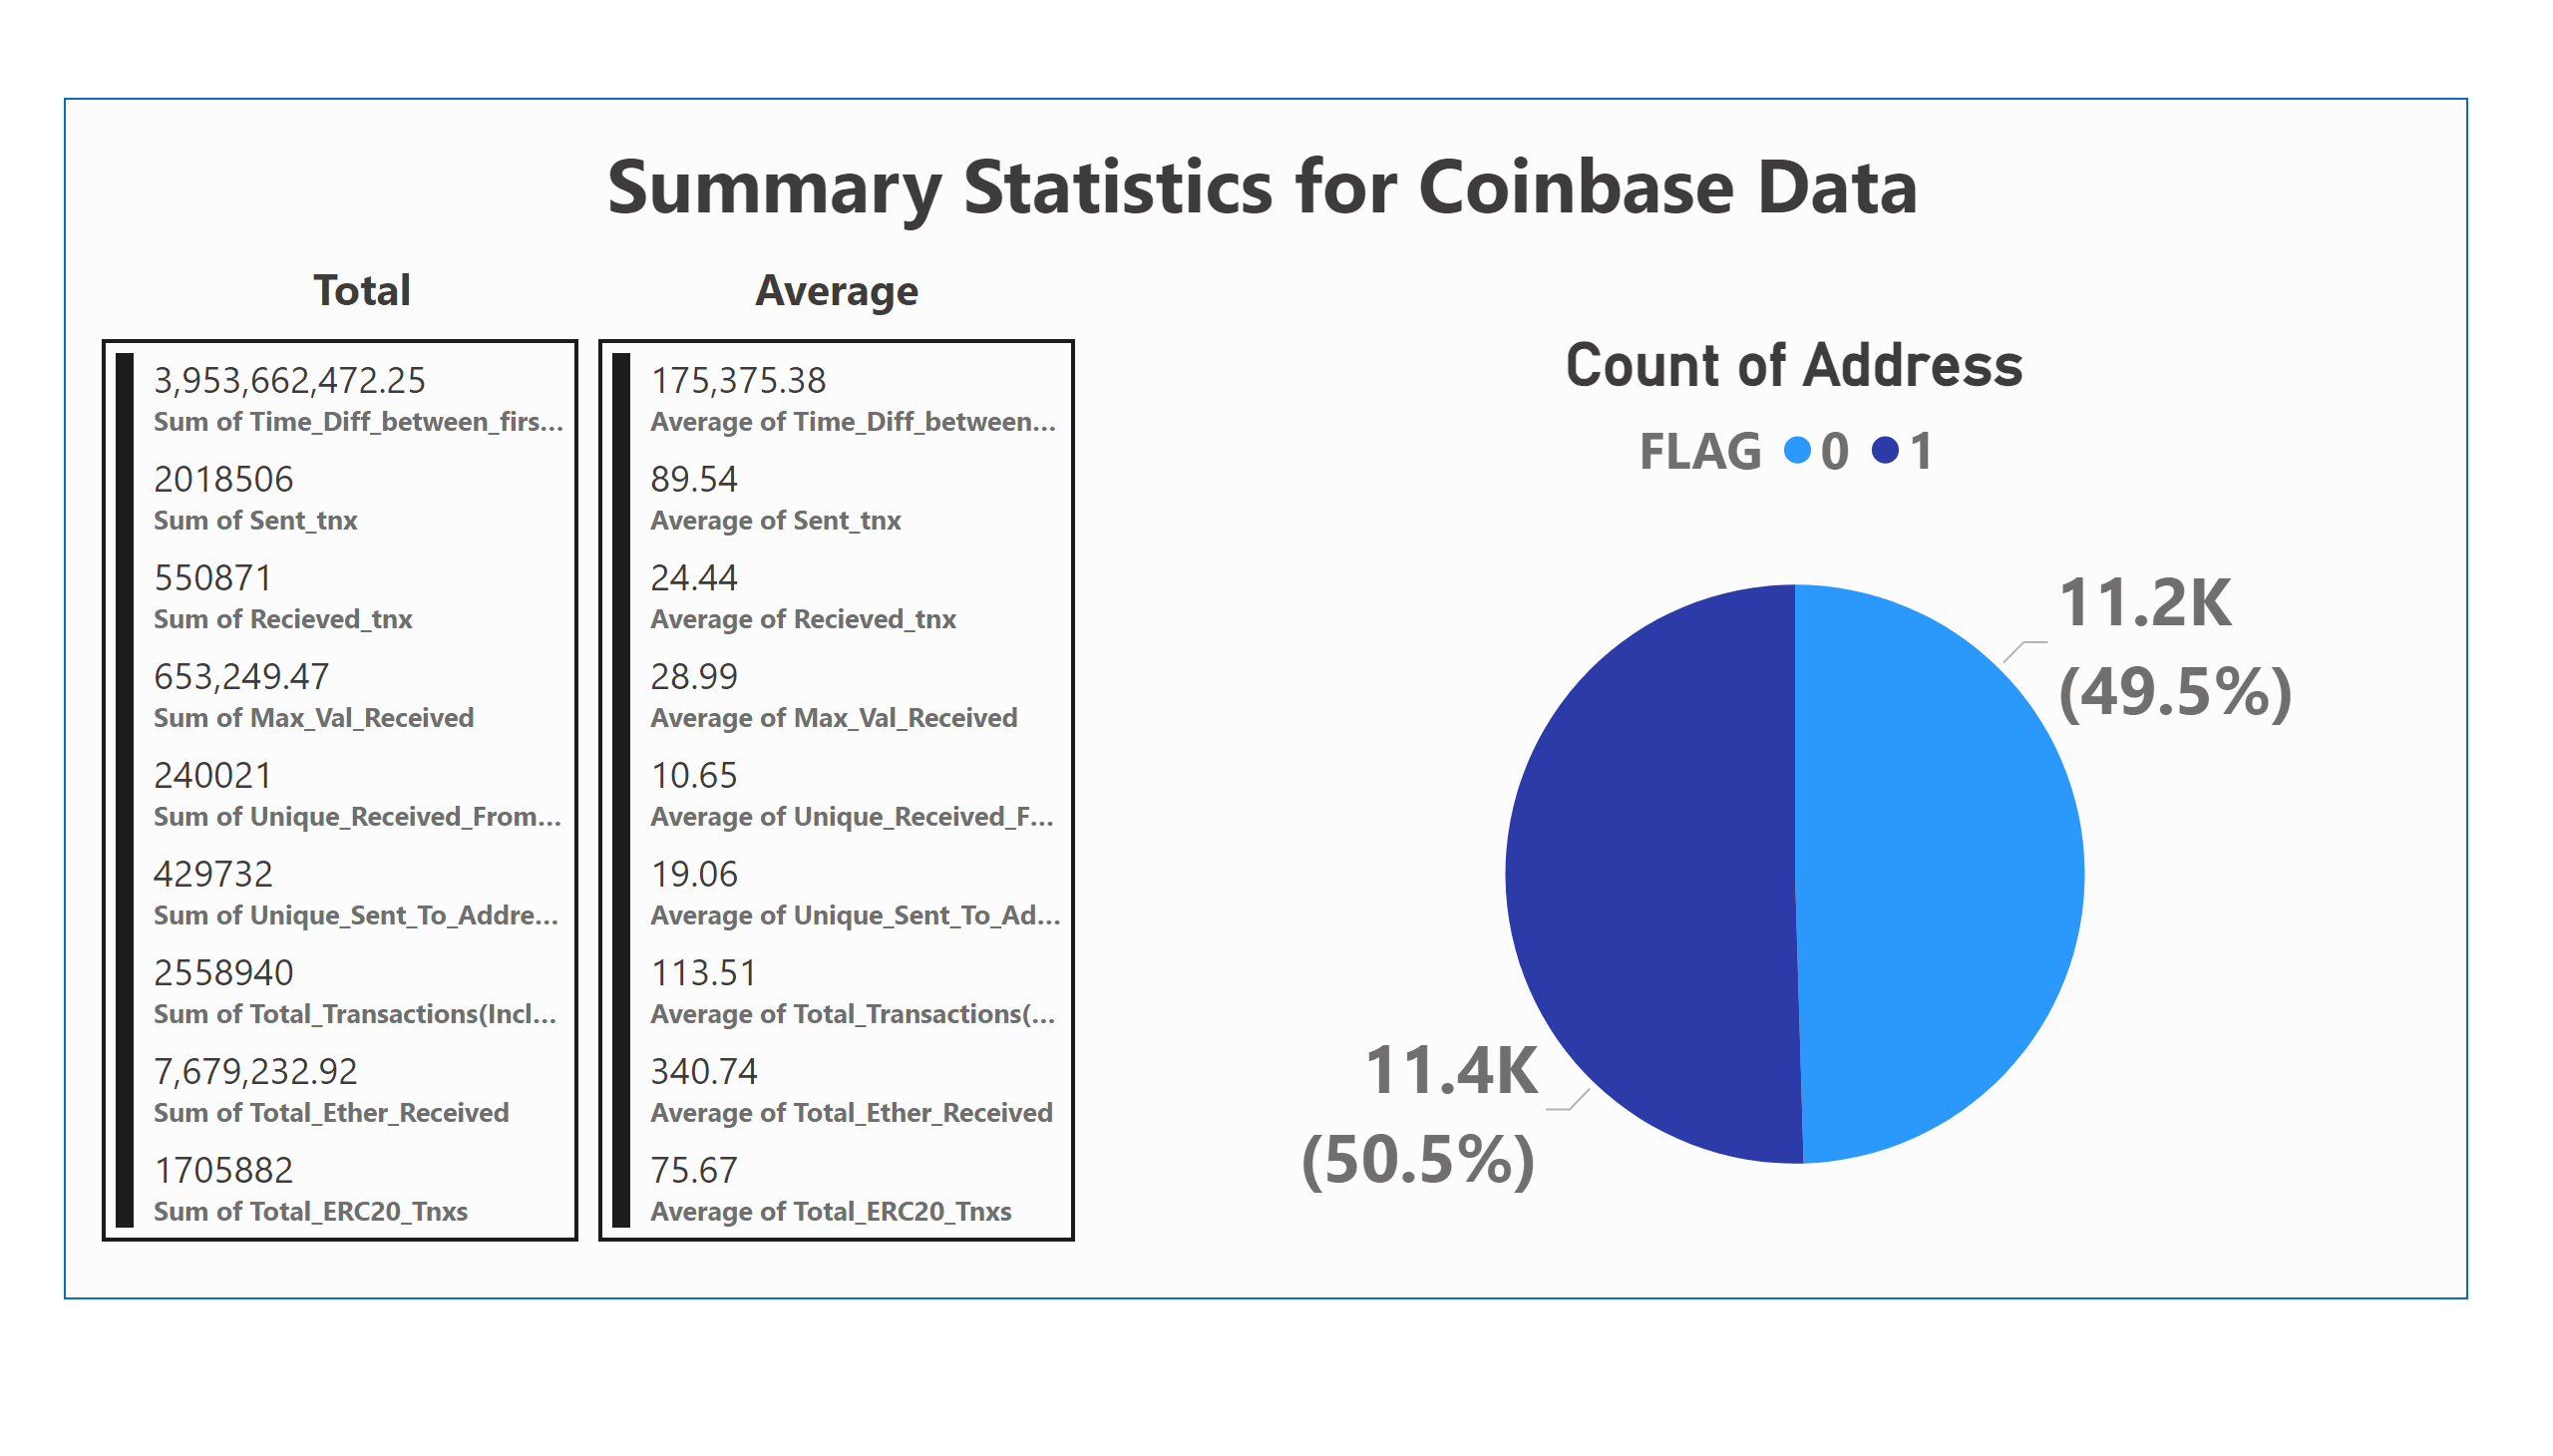 Summary Statistics for Coinbase Data
Total
3,953,662,472.25
Sum of Time_Diff_between_firs...
2018506
Sum of Sent_tnx
550871
Sum of Recieved_tnx
653,249.47
Sum of Max_Val_Received
240021
Sum of Unique_Received_From...
429732
Sum of Unique_Sent_To_Addre...
2558940
Sum of Total_Transactions(Incl...
7,679,232.92
Sum of Total_Ether_Received
1705882
Sum of Total_ERC20_Tnxs
Average
175,375.38
Average of Time_Diff_between...
89.54
Average of Sent_tnx
24.44
Average of Recieved_tnx
28.99
Average of Max_Val_Received
10.65
Average of Unique_Received_F...
19.06
Average of Unique_Sent_To_Ad...
113.51
Average of Total_Transactions(...
340.74
Average of Total_Ether_Received
75.67
Average of Total_ERC20_Tnxs
Count of Address
FLAG 0 1
11.2K
(49.5%)
11.4K
(50.5%)